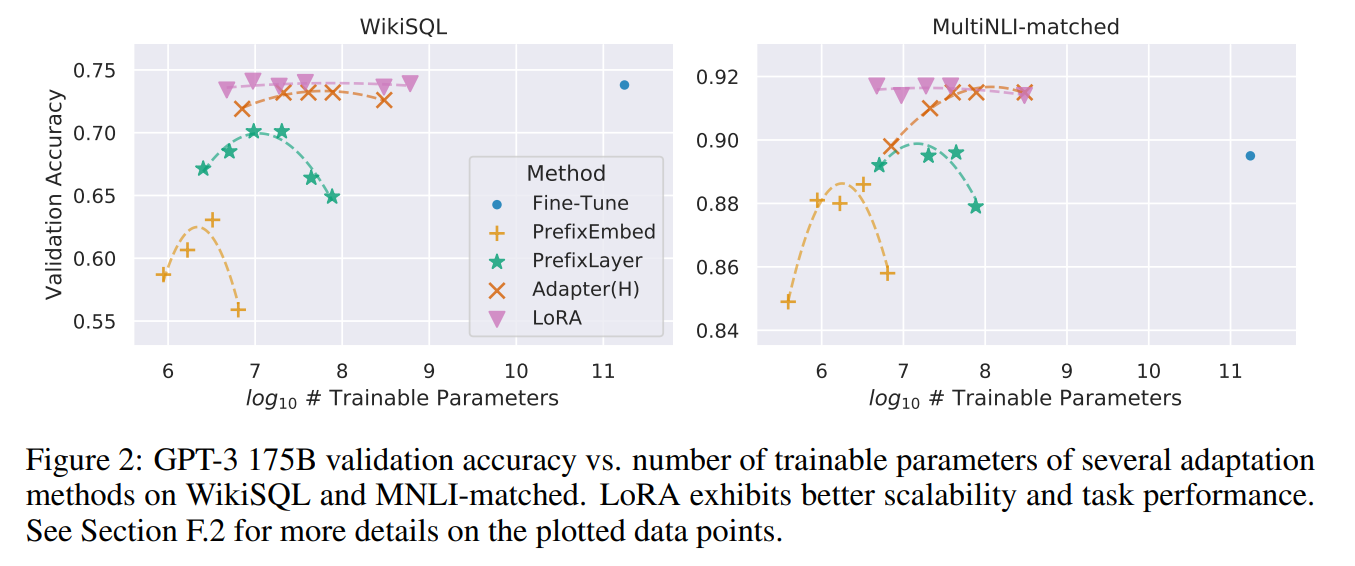 WikiSQL
MultiNLI-matched
Validation Accuracy
0.75
0.70
0.65
0.60
0.55
6 7 8 9 10 11
log10 # Trainable Parameters
Method
Fine-Tune
PrefixEmbed
PrefixLayer
Adapter(H)
LoRA
0.92
0.90
0.88
0.86
0.84
6 7 8 9 10 11
log10 # Trainable Parameters
Figure 2: GPT-3 175B validation accuracy vs. number of trainable parameters of several adaptation
methods on WikiSQL and MNLI-matched. LoRA exhibits better scalability and task performance.
See Section F.2 for more details on the plotted data points.